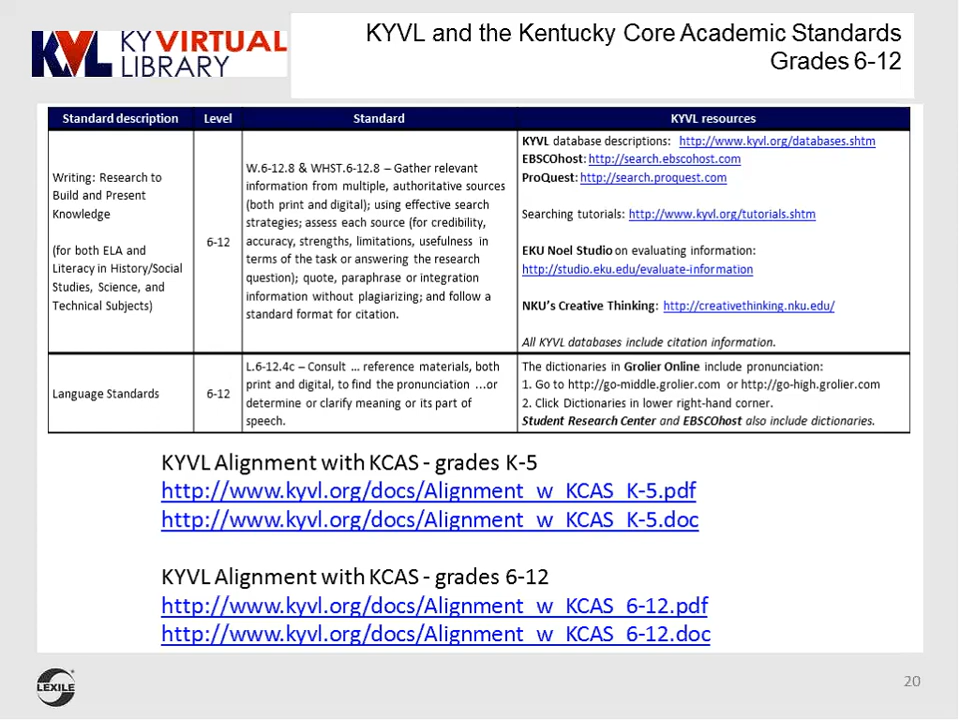 KYVL KY VIRTUAL
LIBRARY
KYVL and the Kentucky Core Academic Standards
Grades 6-12
Standard description Level Standard KYVL resources
Writing: Research to
Build and Present
Knowledge
(for both ELA and
Literacy in History/Social
Studies, Science, and
Technical Subjects)
6-12
W.6-12.8 & WHST.6-12.8 – Gather relevant
information from multiple, authoritative sources
(both print and digital); using effective search
strategies; assess each source (for credibility,
accuracy, strengths, limitations, usefulness in
terms of the task or answering the research
question); quote, paraphrase or integration
information without plagiarizing; and follow a
standard format for citation.
KYVL database descriptions: http://www.kyvl.org/databases.shtm
EBSCOhost: http://search.ebscohost.com
ProQuest: http://search.proquest.com
Searching tutorials: http://www.kyvl.org/tutorials.shtm
EKU Noel Studio on evaluating information:
http://studio.eku.edu/evaluate-information
NKU's Creative Thinking: http://creativethinking.nku.edu/
All KYVL databases include citation information.
Language Standards
6-12
L.6-12.4c – Consult ... reference materials, both
print and digital, to find the pronunciation ...or
determine or clarify meaning or its part of
speech.
The dictionaries in Grolier Online include pronunciation:
1. Go to http://go-middle.grolier.com or http://go-high.grolier.com
2. Click Dictionaries in lower right-hand corner.
Student Research Center and EBSCOhost also include dictionaries.
KYVL Alignment with KCAS - grades K-5
http://www.kyvl.org/docs/Alignment_w_KCAS_K-5.pdf
http://www.kyvl.org/docs/Alignment_w_KCAS_K-5.doc
KYVL Alignment with KCAS - grades 6-12
http://www.kyvl.org/docs/Alignment_w_KCAS_6-12.pdf
http://www.kyvl.org/docs/Alignment_w_KCAS_6-12.doc
LEXILE
20